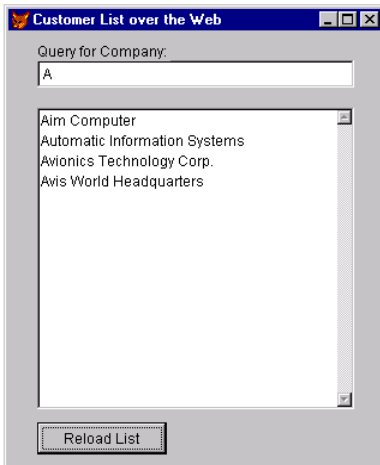 Customer List over the Web
Query for Company:
A
Aim Computer
Automatic Information Systems
Avionics Technology Corp.
Avis World Headquarters
Reload List